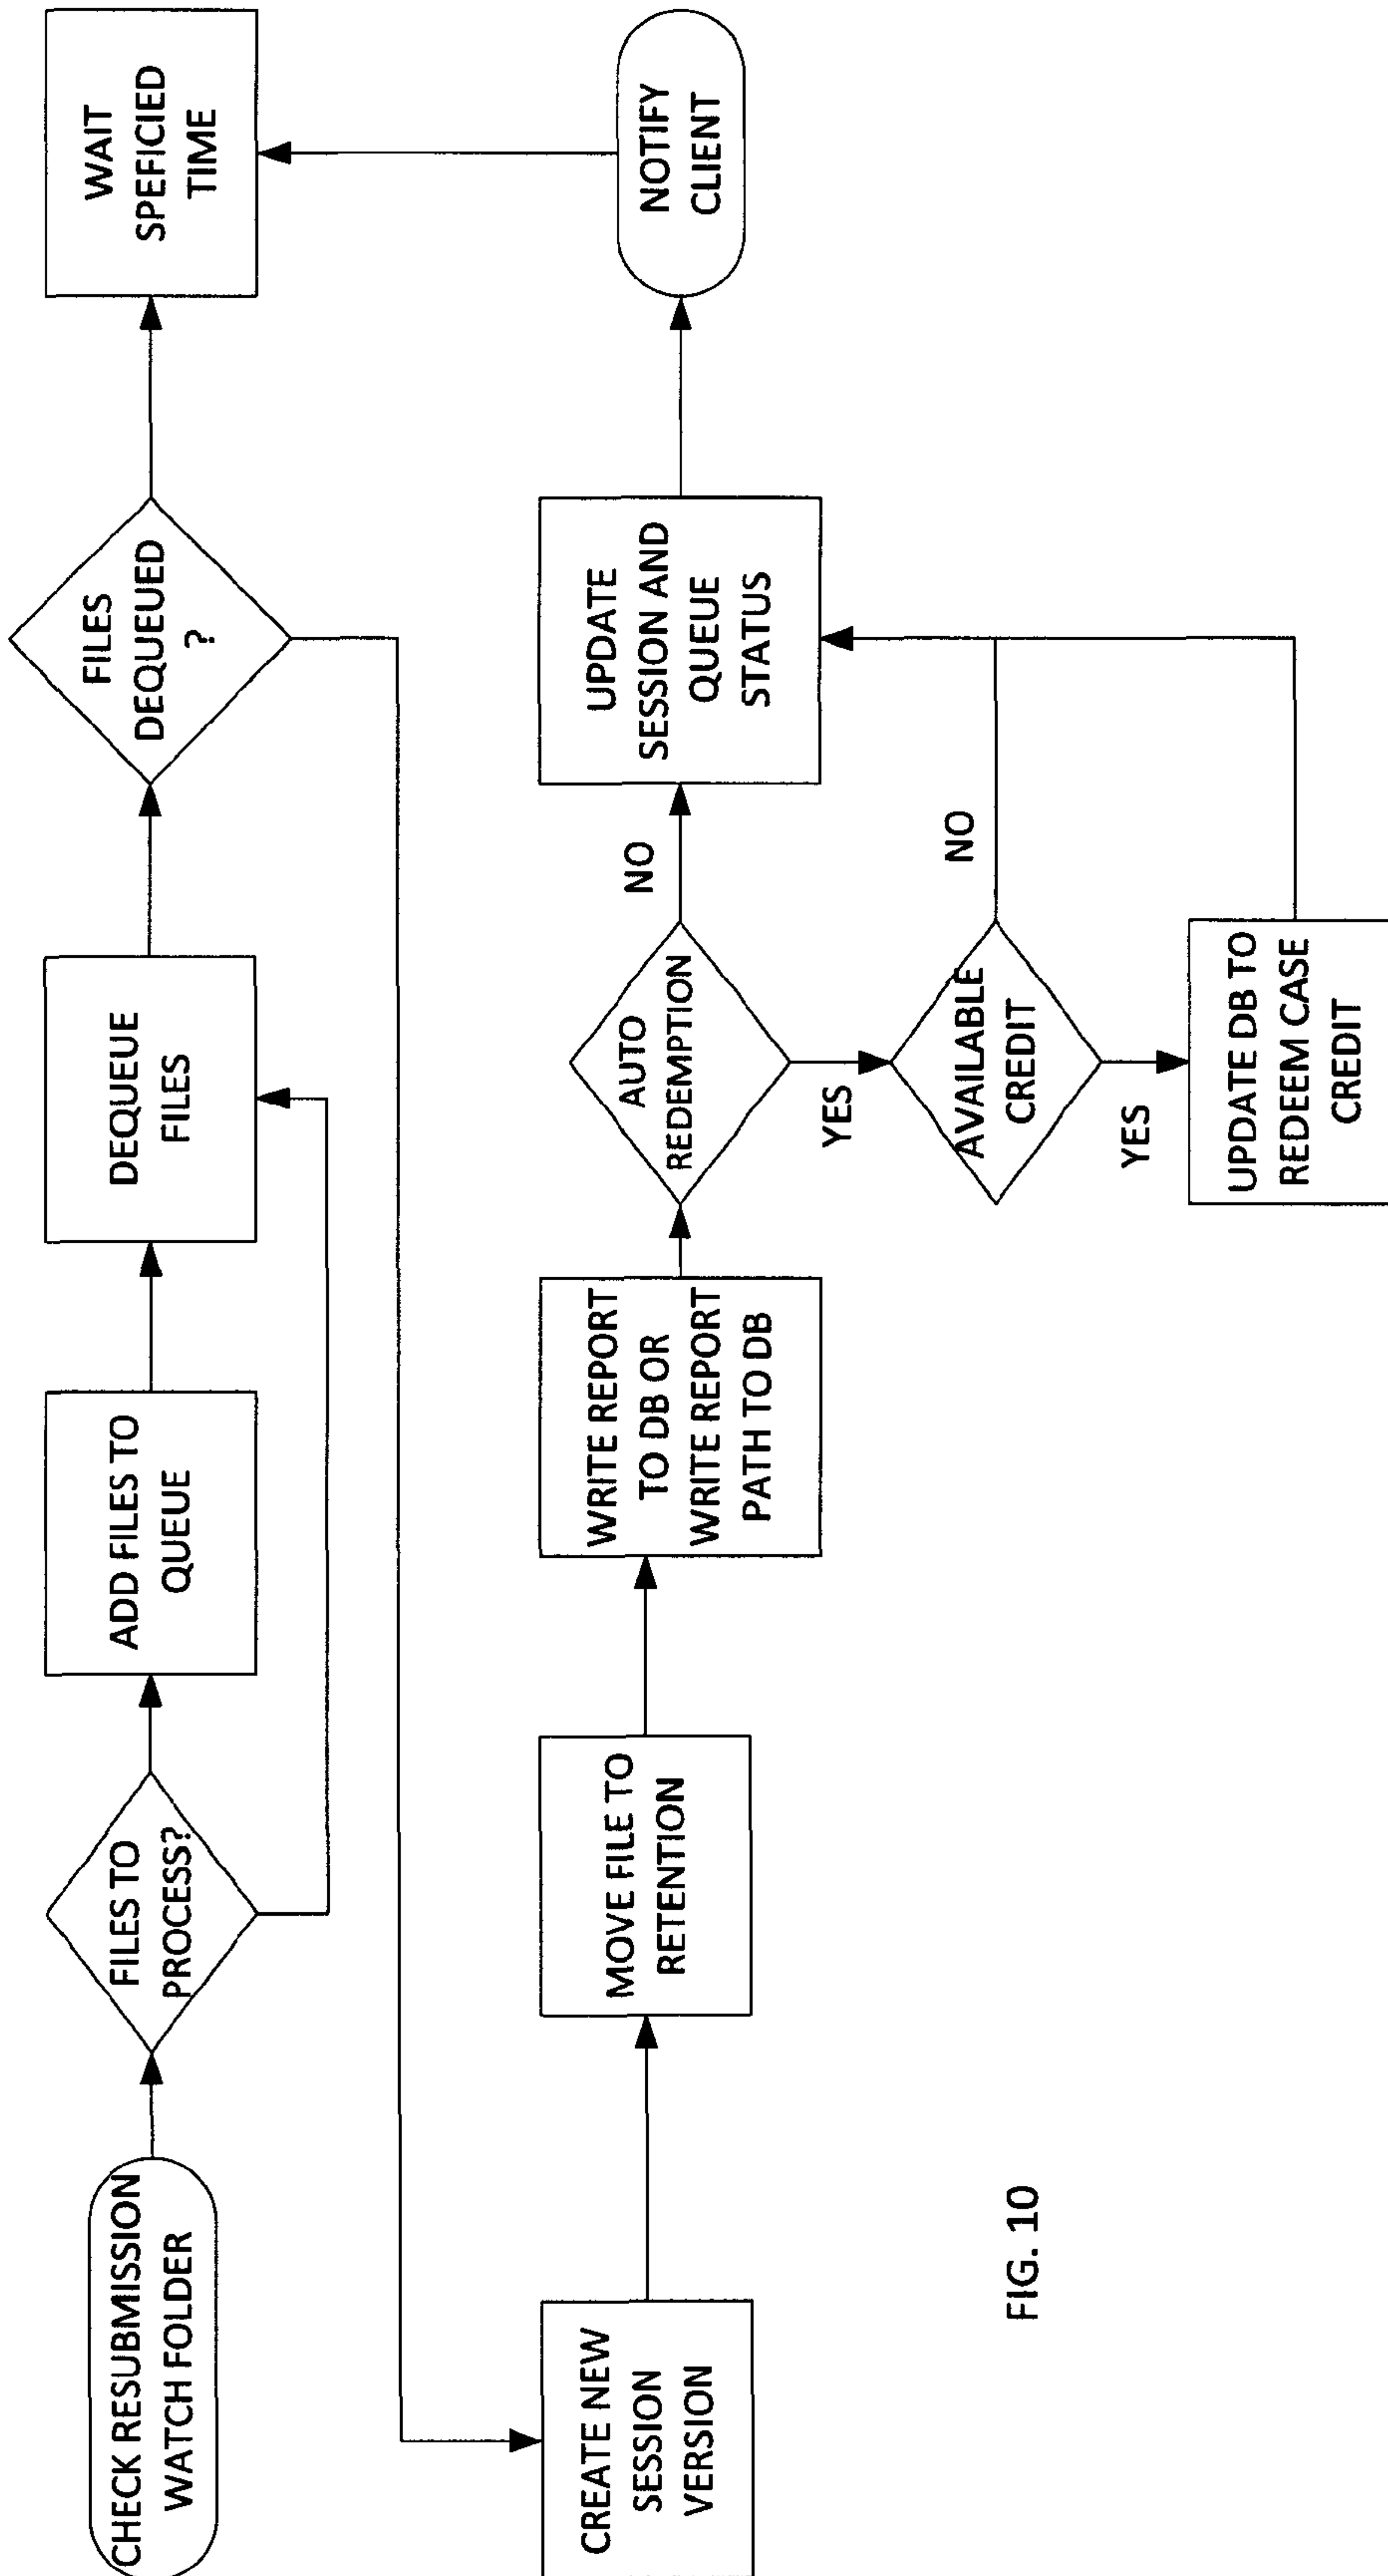 CHECK RESUBMISSION
WATCH FOLDER
FILES TO
PROCESS?
ADD FILES TO
QUEUE
DEQUEUE
FILES
FILES
DEQUEUED
?
WAIT
SPEFICIED
TIME
CREATE NEW
SESSION
VERSION
MOVE FILE TO
RETENTION
WRITE REPORT
TO DB OR
WRITE REPORT
PATH TO DB
AUTO
REDEMPTION
NO
UPDATE
SESSION AND
QUEUE
STATUS
NOTIFY
CLIENT
YES
AVAILABLE
CREDIT
NO
YES
UPDATE DB TO
REDEEM CASE
CREDIT
FIG. 10